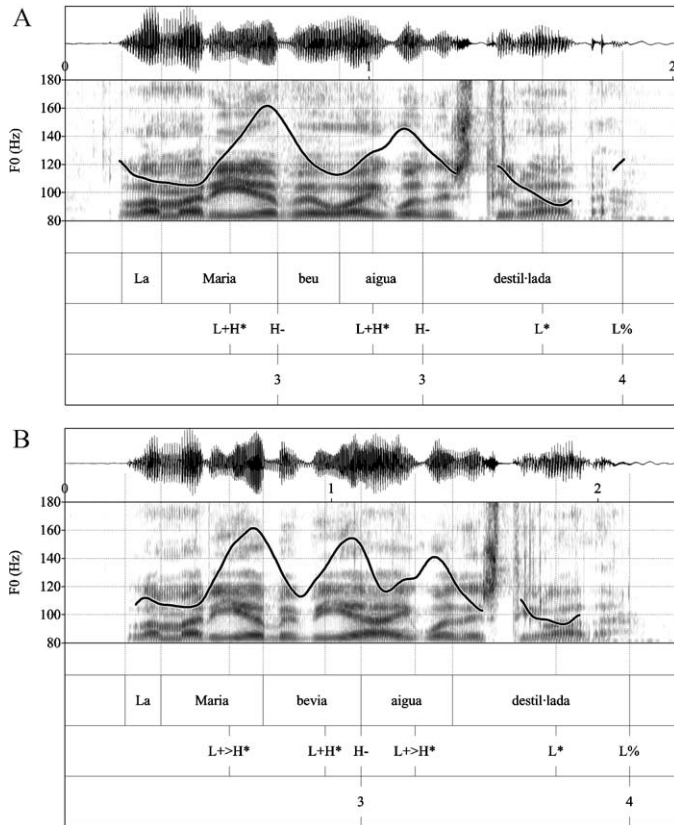 A
0 1 2
180
160
140
120
100
80
F0 (Hz)
La Maria beu aigua destil·lada
L+H* H- L+H* H- L* L%
3 3 4
B
0 1 2
180
160
140
120
100
80
F0 (Hz)
La Maria bevia aigua destil·lada
L+>H* L+H* H- L+>H* L* L%
3 4